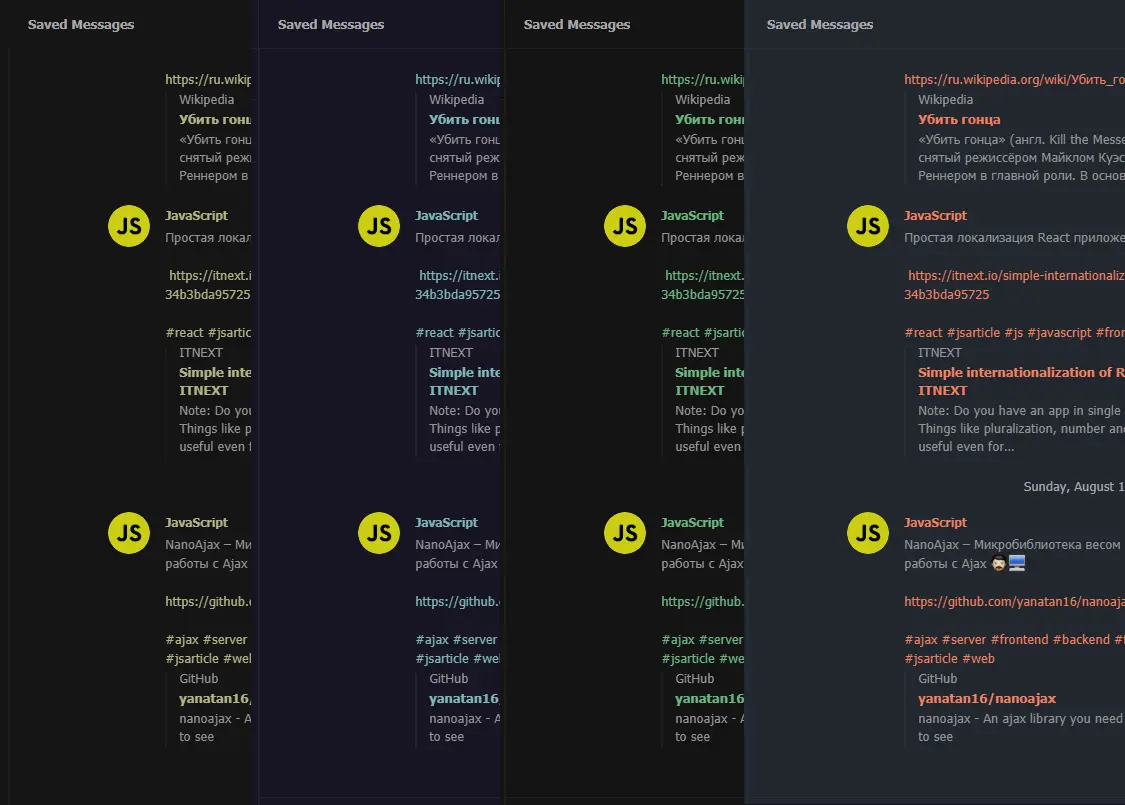 Saved Messages
https://ru.wikip
Wikipedia
Убить гонц
«Убить гонц
снятый режи
Реннером в
JS
JavaScript
Простая локал
https://itnext.i
34b3bda95725
#react #jsartic
ITNEXT
Simple inte
ITNEXT
Note: Do you
Things like p
useful even f
JS
JavaScript
NanoAjax – Ми
работы с Ajax
https://github.c
#ajax #server
#jsarticle #wel
GitHub
yanatan16/
nanoajax - A
to see
Saved Messages
https://ru.wikip
Wikipedia
Убить гонц
«Убить гонц
снятый реж
Реннером в
JS
JavaScript
Простая локал
https://itnext.i
34b3bda95725
#react #jsartic
ITNEXT
Simple inte
ITNEXT
Note: Do you
Things like p
useful even f
JS
JavaScript
NanoAjax – Ми
работы с Ajax
https://github.c
#ajax #server
#jsarticle #we
GitHub
yanatan16
nanoajax - A
to see
Saved Messages
https://ru.wiki
Wikipedia
Убить гон
«Убить гон
снятый реж
Реннером в
JS
JavaScript
Простая лока
https://itnext.
34b3bda95725
#react #jsartic
ITNEXT
Simple inte
ITNEXT
Note: Do yo
Things like p
useful even
JS
JavaScript
NanoAjax – М
работы с Ajax
https://github.
#ajax #server
#jsarticle #we
GitHub
yanatan16
nanoajax - A
to see
Saved Messages
https://ru.wikipedia.org/wiki/Убить_го
Wikipedia
Убить гонца
«Убить гонца» (англ. Kill the Messe
снятый режиссёром Майклом Куэс
Реннером в главной роли. В основ
JS
JavaScript
Простая локализация React приложе
https://itnext.io/simple-internationaliz
34b3bda95725
#react #jsarticle #js #javascript #fron
ITNEXT
Simple internationalization of R
ITNEXT
Note: Do you have an app in single
Things like pluralization, number and
useful even for...
Sunday, August 1
JS
JavaScript
NanoAjax – Микробиблиотека весом
работы с Ajax
https://github.com/yanatan16/nanoaja
#ajax #server #frontend #backend #f
#jsarticle #web
GitHub
yanatan16/nanoajax
nanoajax - An ajax library you need
to see